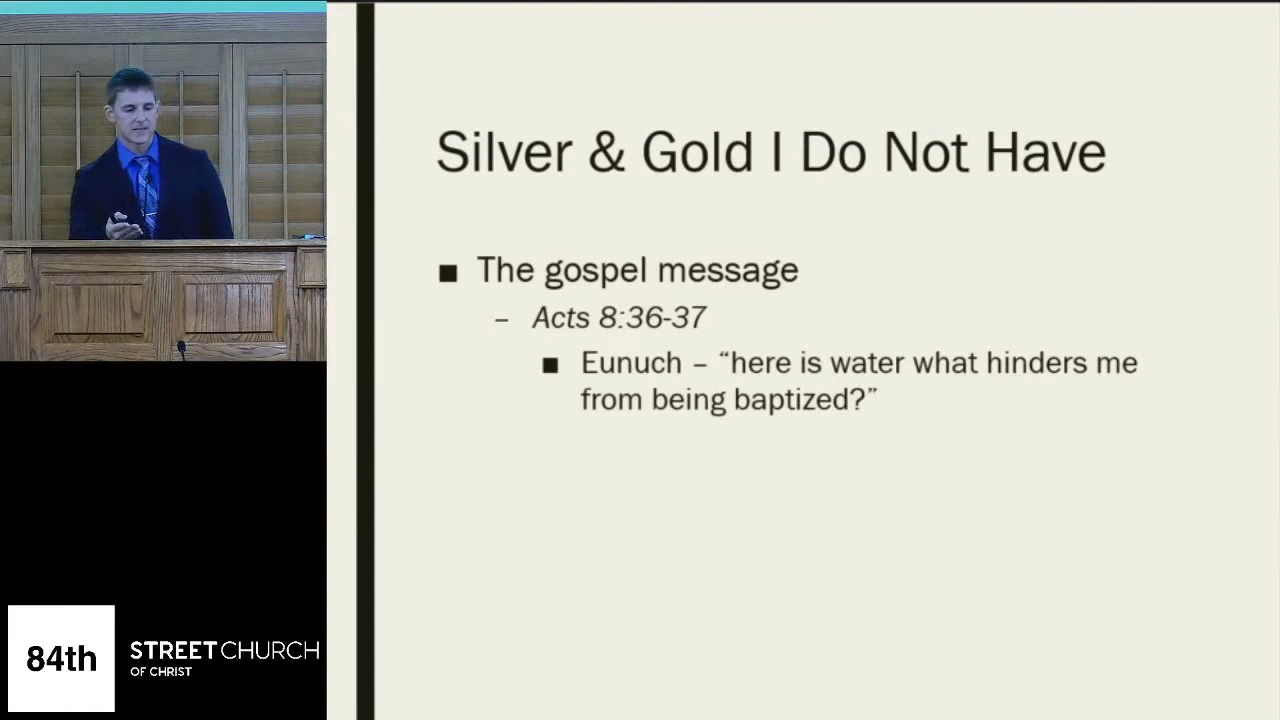 Silver & Gold I Do Not Have
■ The gospel message
– Acts 8:36-37
■ Eunuch – “here is water what hinders me
from being baptized?”
84th
STREET CHURCH
OF CHRIST